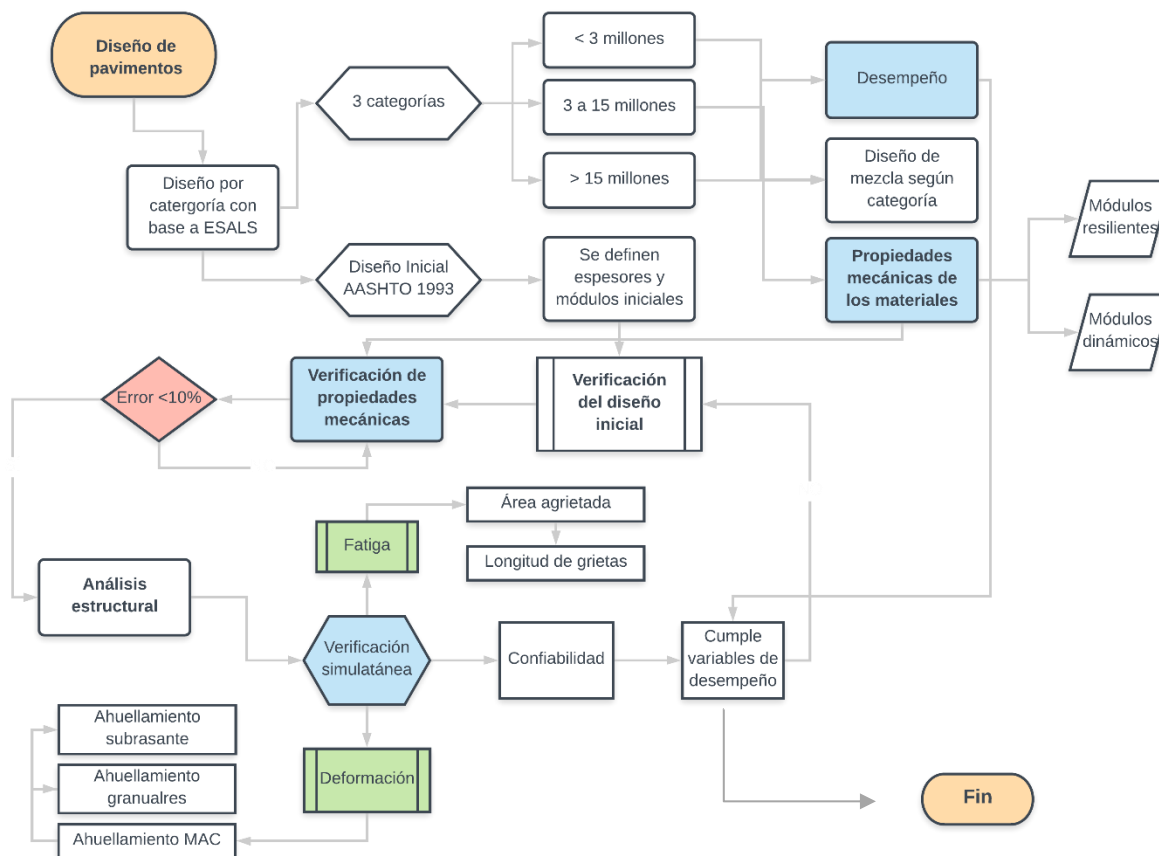 Diseño de
pavimentos
3 categorías
< 3 millones
3 a 15 millones
> 15 millones
Desempeño
Diseño de
mezcla según
categoría
Propiedades
mecánicas de
los materiales
Módulos
resilientes
Módulos
dinámicos
Diseño por
catergoría con
base a ESALS
Diseño Inicial
AASHTO 1993
Se definen
espesores y
módulos iniciales
Error <10%
Verificación de
propiedades
mecánicas
Verificación
del diseño
inicial
Fatiga
Área agrietada
Longitud de grietas
Análisis
estructural
Verificación
simulatánea
Confiabilidad
Cumple
variables de
desempeño
Ahuellamiento
subrasante
Ahuellamiento
granualres
Ahuellamiento MAC
Deformación
Fin